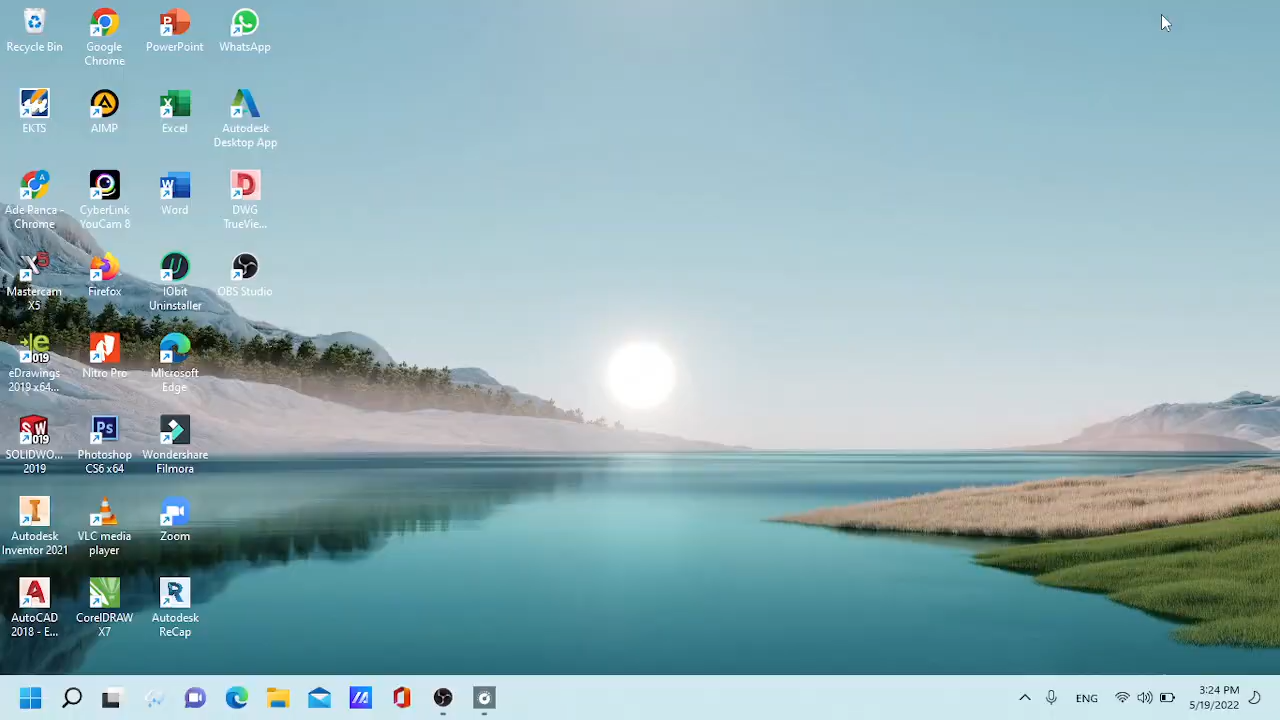 Recycle Bin
Google
Chrome
PowerPoint
WhatsApp
EKTS
AIMP
Excel
Autodesk
Desktop App
Ade Panca -
Chrome
CyberLink
YouCam 8
Word
DWG
TrueVie...
Mastercam
X5
Firefox
IObit
Uninstaller
OBS Studio
eDrawings
2019 x64...
Nitro Pro
Microsoft
Edge
SOLIDWO...
2019
Photoshop
CS6 x64
Wondershare
Filmora
Autodesk
Inventor 2021
VLC media
player
Zoom
AutoCAD
2018 - E...
CorelDRAW
X7
Autodesk
ReCap
ENG
3:24 PM
5/19/2022